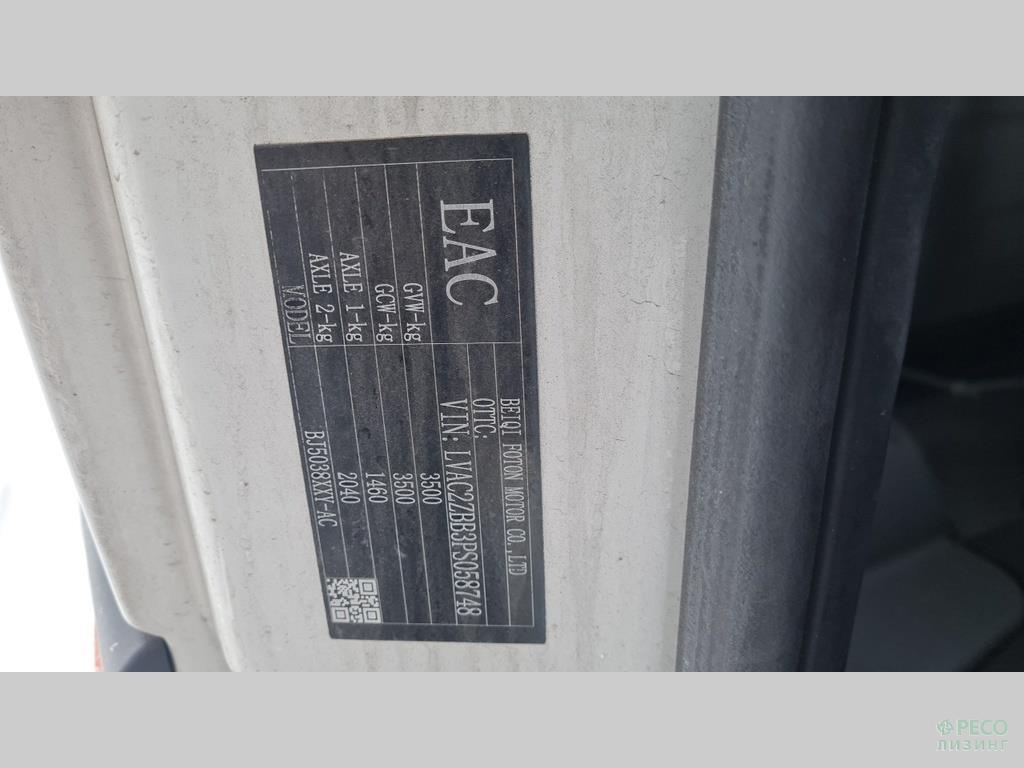 BEIQI FOTON MOTOR CO.,LTD
EAC
OTTC:
VIN: LVAC2ZBB3PS058748
GVW-kg 3500
GCW-kg 3500
AXLE 1-kg 1460
AXLE 2-kg 2040
MODEL BJ5038XXY-AC
РЕСО
ЛИЗИНГ